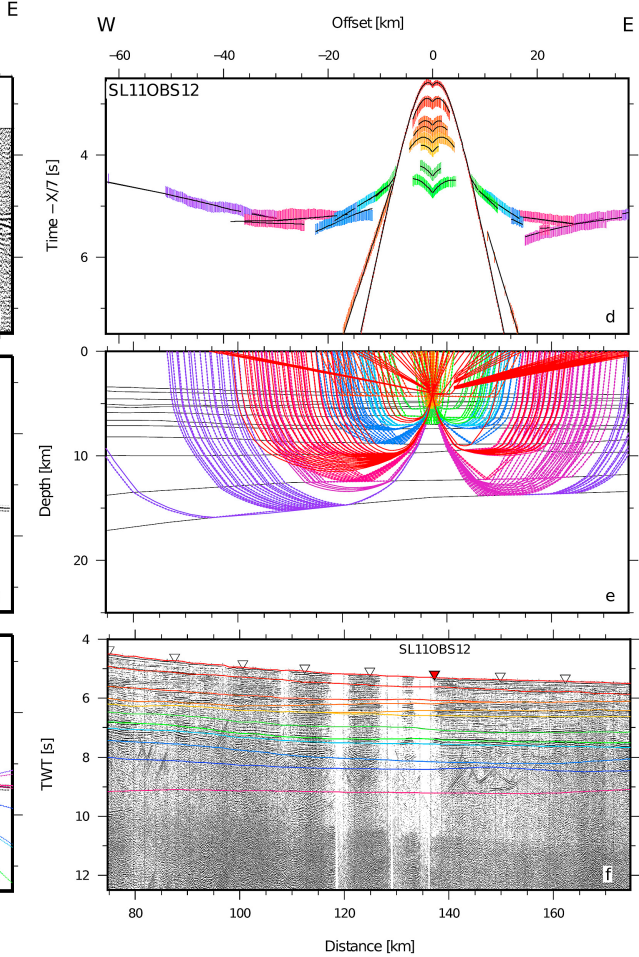 E
W
Offset [km]
E
−60
−40
−20
0
20
SL11OBS12
4
6
Time − X/7 [s]
d
0
10
20
Depth [km]
e
4
6
8
10
12
TWT [s]
SL11OBS12
f
80
100
120
140
160
Distance [km]